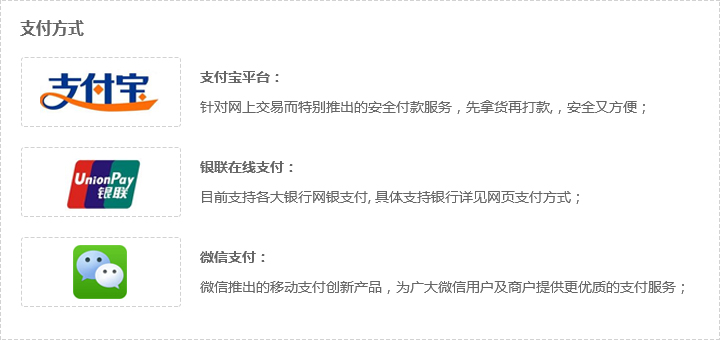 支付方式
支付宝
支付宝平台：
针对网上交易而特别推出的安全付款服务，先拿货再打款,，安全又方便；
UnionPay
银联
银联在线支付：
目前支持各大银行网银支付, 具体支持银行详见网页支付方式；
微信支付：
微信推出的移动支付创新产品，为广大微信用户及商户提供更优质的支付服务；